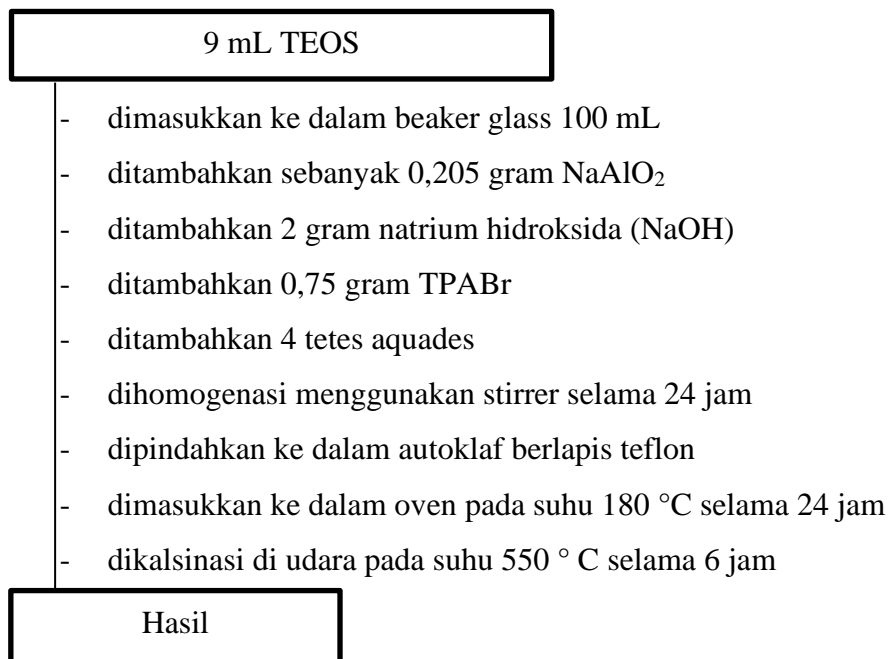 9 mL TEOS
- dimasukkan ke dalam beaker glass 100 mL
- ditambahkan sebanyak 0,205 gram NaAlO₂
- ditambahkan 2 gram natrium hidroksida (NaOH)
- ditambahkan 0,75 gram TPABr
- ditambahkan 4 tetes aquades
- dihomogenasi menggunakan stirrer selama 24 jam
- dipindahkan ke dalam autoklaf berlapis teflon
- dimasukkan ke dalam oven pada suhu 180 °C selama 24 jam
- dikalsinasi di udara pada suhu 550 ° C selama 6 jam
Hasil